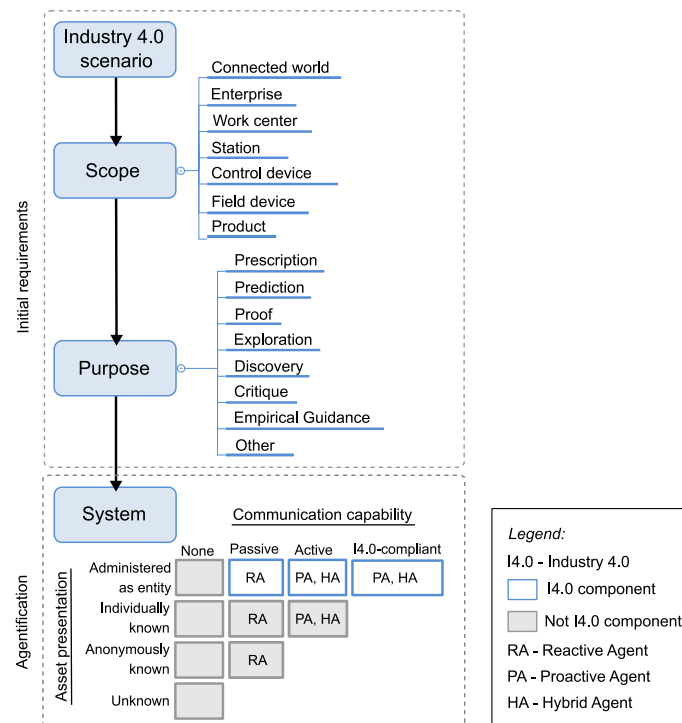 Industry 4.0
scenario
Scope
Connected world
Enterprise
Work center
Station
Control device
Field device
Product
Initial requirements
Purpose
Prescription
Prediction
Proof
Exploration
Discovery
Critique
Empirical Guidance
Other
System
Communication capability
None
Passive
Active
I4.0-compliant
Agentification
Asset presentation
Administered
as entity
RA
PA, HA
PA, HA
Individually
known
RA
PA, HA
Anonymously
known
RA
Unknown
Legend:
I4.0 - Industry 4.0
I4.0 component
Not I4.0 component
RA - Reactive Agent
PA - Proactive Agent
HA - Hybrid Agent